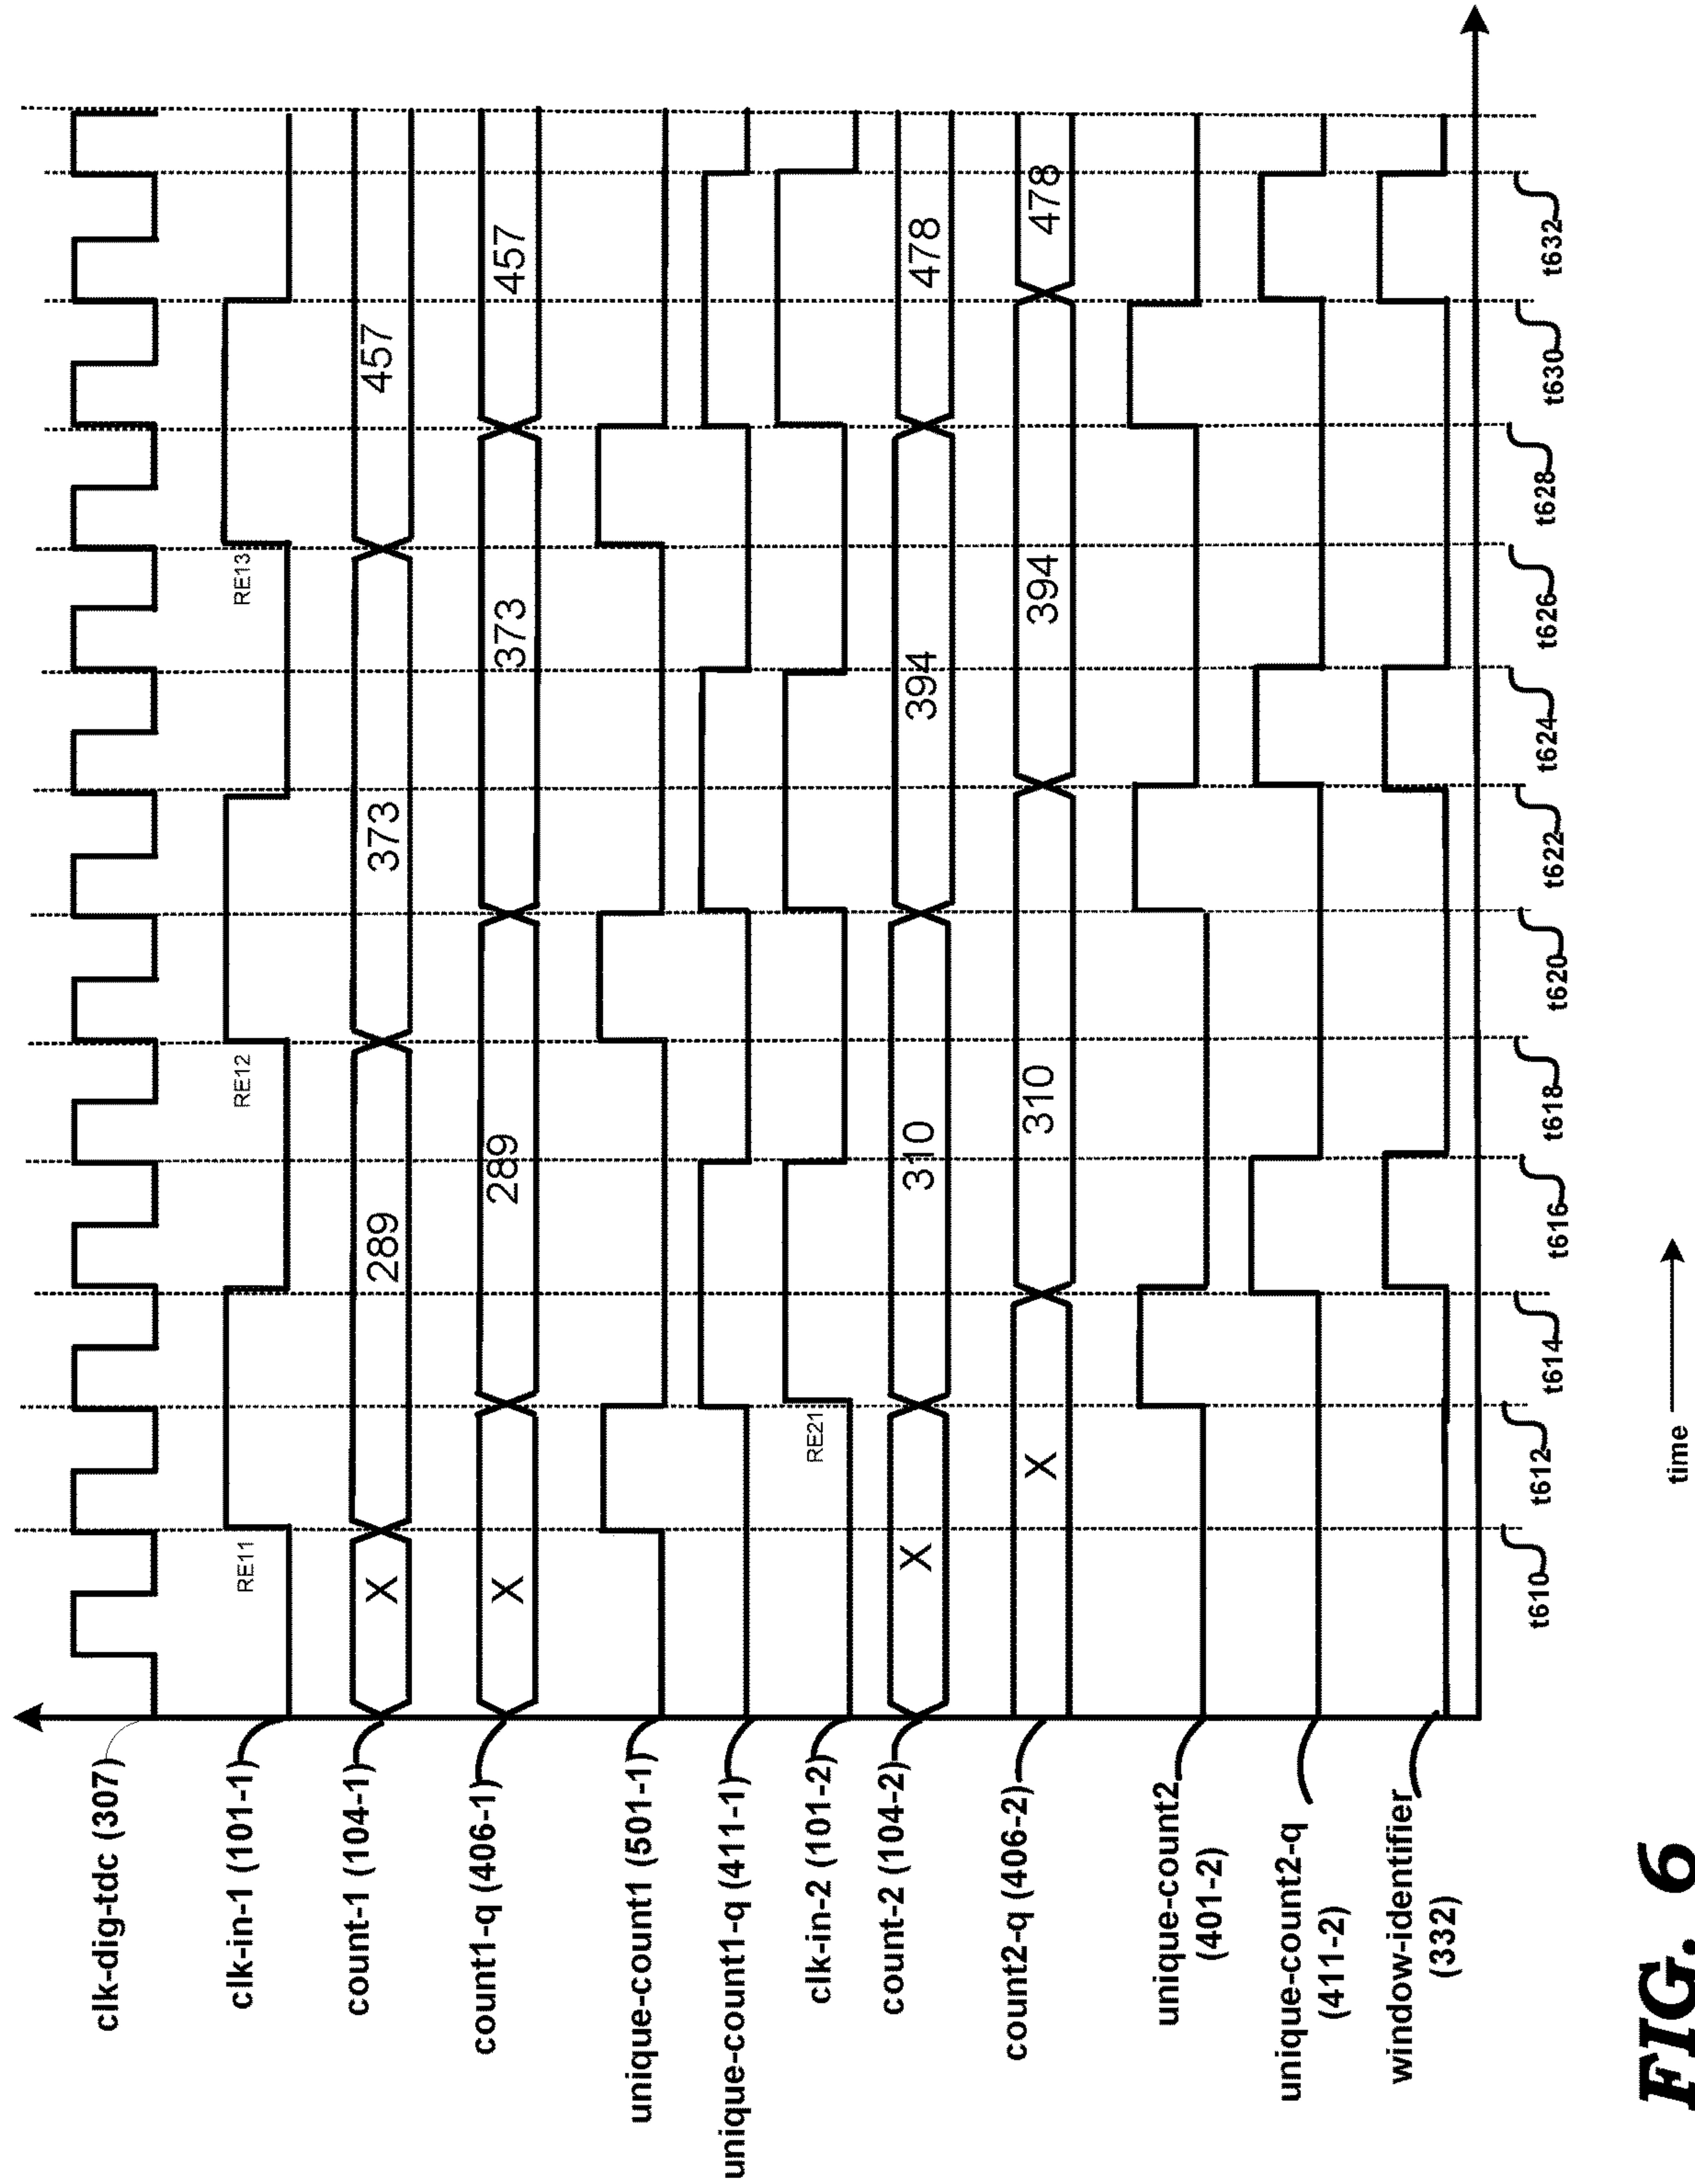 clk-dig-tdc (307)
clk-in-1 (101-1)
RE11
RE12
RE13
count-1 (104-1)
X
289
373
457
count1-q (406-1)
X
289
373
457
unique-count1 (501-1)
unique-count1-q (411-1)
clk-in-2 (101-2)
RE21
count-2 (104-2)
X
310
394
478
count2-q (406-2)
X
310
394
478
unique-count2
(401-2)
unique-count2-q
(411-2)
window-identifier
(332)
t610
t612
t614
t616
t618
t620
t622
t624
t626
t628
t630
t632
time
FIG. 6